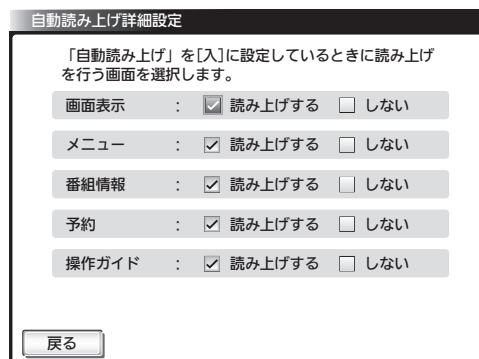 自動読み上げ詳細設定
「自動読み上げ」を[入]に設定しているときに読み上げ
を行う画面を選択します。
画面表示 : 読み上げする しない
メニュー : 読み上げする しない
番組情報 : 読み上げする しない
予約 : 読み上げする しない
操作ガイド : 読み上げする しない
戻る